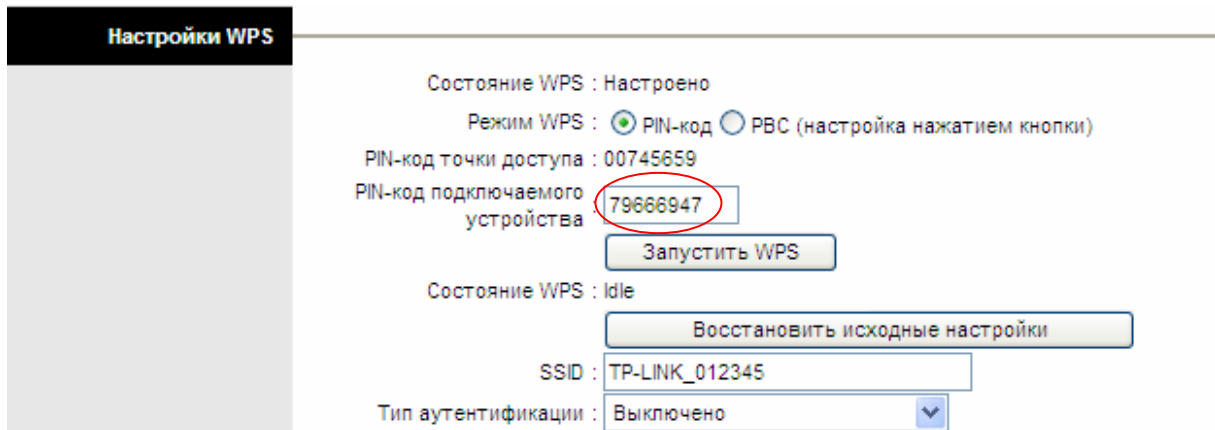 Настройки WPS
Состояние WPS : Настроено
Режим WPS : PIN-код PBC (настройка нажатием кнопки)
PIN-код точки доступа : 00745659
PIN-код подключаемого
устройства : 79666947
Запустить WPS
Состояние WPS : Idle
Восстановить исходные настройки
SSID : TP-LINK_012345
Тип аутентификации : Выключено